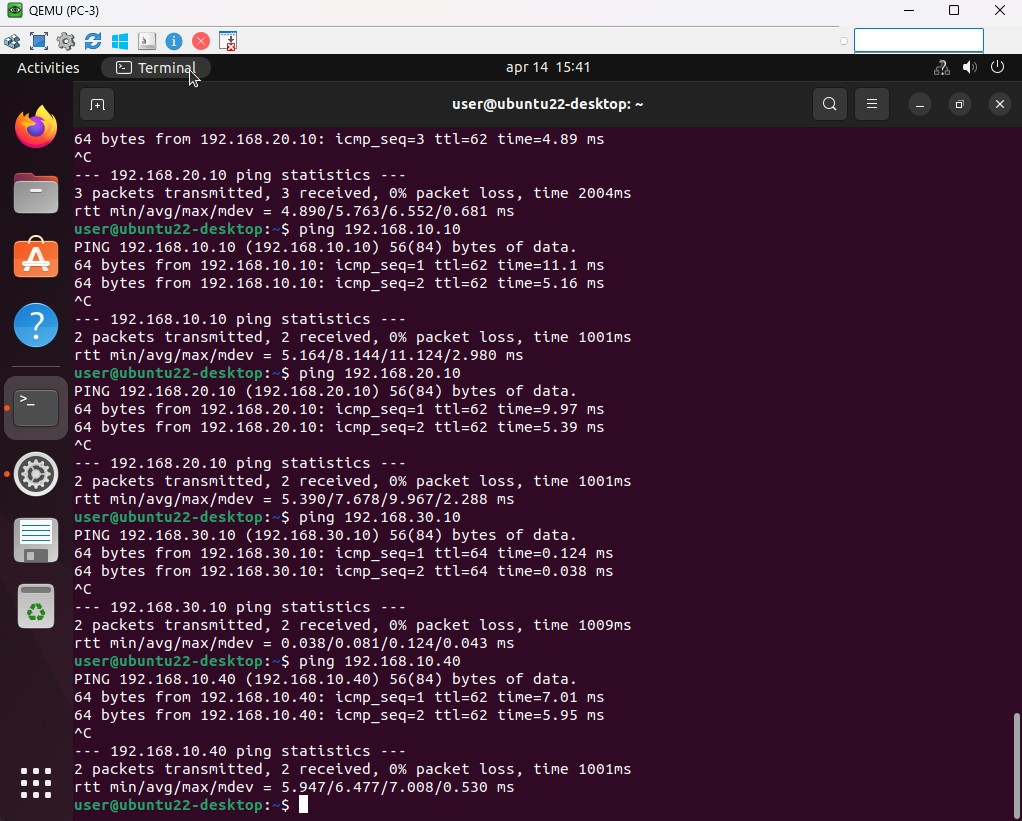 QEMU (PC-3)
Activities
Terminal
apr 14 15:41
user@ubuntu22-desktop: ~
64 bytes from 192.168.20.10: icmp_seq=3 ttl=62 time=4.89 ms
^C
--- 192.168.20.10 ping statistics ---
3 packets transmitted, 3 received, 0% packet loss, time 2004ms
rtt min/avg/max/mdev = 4.890/5.763/6.552/0.681 ms
user@ubuntu22-desktop:~$ ping 192.168.10.10
PING 192.168.10.10 (192.168.10.10) 56(84) bytes of data.
64 bytes from 192.168.10.10: icmp_seq=1 ttl=62 time=11.1 ms
64 bytes from 192.168.10.10: icmp_seq=2 ttl=62 time=5.16 ms
^C
--- 192.168.10.10 ping statistics ---
2 packets transmitted, 2 received, 0% packet loss, time 1001ms
rtt min/avg/max/mdev = 5.164/8.144/11.124/2.980 ms
user@ubuntu22-desktop:~$ ping 192.168.20.10
PING 192.168.20.10 (192.168.20.10) 56(84) bytes of data.
64 bytes from 192.168.20.10: icmp_seq=1 ttl=62 time=9.97 ms
64 bytes from 192.168.20.10: icmp_seq=2 ttl=62 time=5.39 ms
^C
--- 192.168.20.10 ping statistics ---
2 packets transmitted, 2 received, 0% packet loss, time 1001ms
rtt min/avg/max/mdev = 5.390/7.678/9.967/2.288 ms
user@ubuntu22-desktop:~$ ping 192.168.30.10
PING 192.168.30.10 (192.168.30.10) 56(84) bytes of data.
64 bytes from 192.168.30.10: icmp_seq=1 ttl=64 time=0.124 ms
64 bytes from 192.168.30.10: icmp_seq=2 ttl=64 time=0.038 ms
^C
--- 192.168.30.10 ping statistics ---
2 packets transmitted, 2 received, 0% packet loss, time 1009ms
rtt min/avg/max/mdev = 0.038/0.081/0.124/0.043 ms
user@ubuntu22-desktop:~$ ping 192.168.10.40
PING 192.168.10.40 (192.168.10.40) 56(84) bytes of data.
64 bytes from 192.168.10.40: icmp_seq=1 ttl=62 time=7.01 ms
64 bytes from 192.168.10.40: icmp_seq=2 ttl=62 time=5.95 ms
^C
--- 192.168.10.40 ping statistics ---
2 packets transmitted, 2 received, 0% packet loss, time 1001ms
rtt min/avg/max/mdev = 5.947/6.477/7.008/0.530 ms
user@ubuntu22-desktop:~$